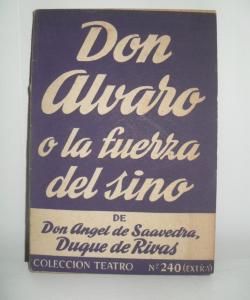 Don
Alvaro
o la fuerza
del sino
DE
Don Angel de Saavedra,
Duque de Rivas
COLECCION TEATRO Nº 240 (EXTRA)